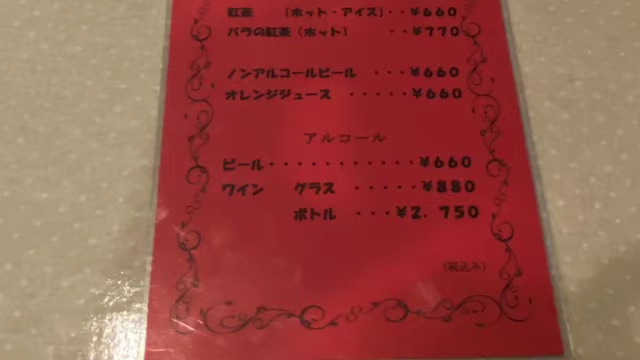 紅茶 (ホット・アイス)・・¥660
バラの紅茶(ホット) ・・¥770
ノンアルコールビール ・・・¥660
オレンジジュース ・・・・・¥660
アルコール
ビール・・・・・・・・・・・・¥660
ワイン グラス ・・・・・¥880
ボトル ・・・¥2.750
(税込み)